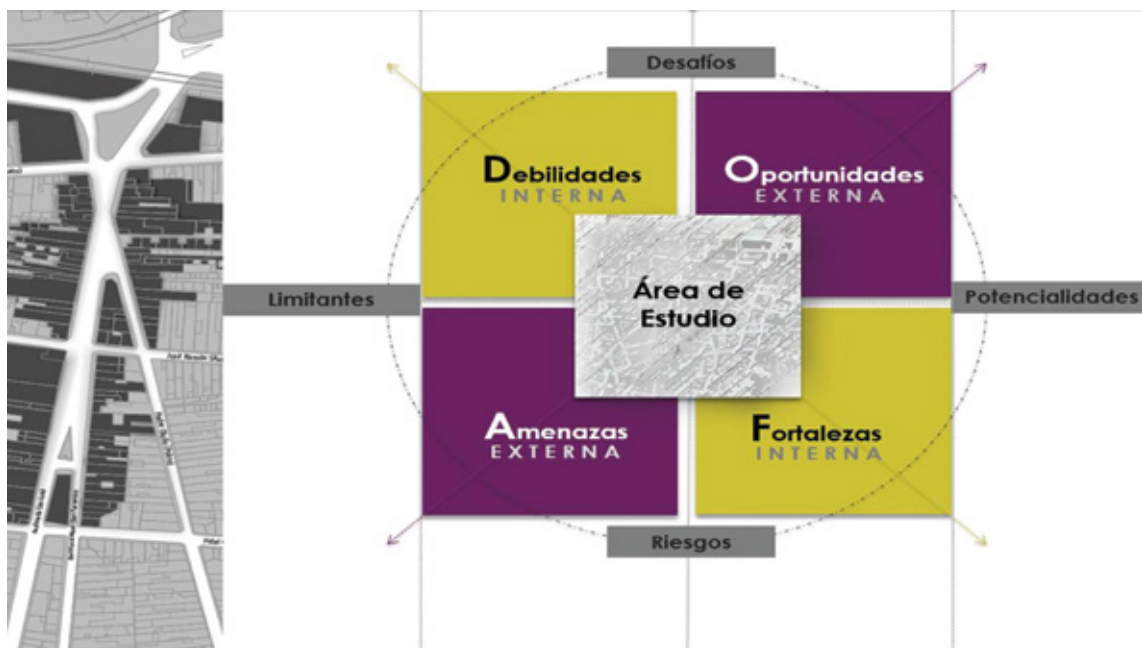 Desafíos
Debilidades
INTERNA
Oportunidades
EXTERNA
Limitantes
Área de
Estudio
Potencialidades
Amenazas
EXTERNA
Fortalezas
INTERNA
Riesgos